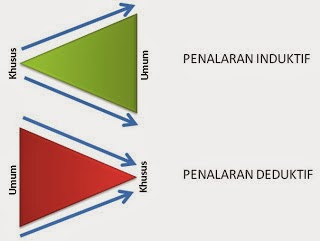 Khusus
Umum
PENALARAN INDUKTIF
Umum
Khusus
PENALARAN DEDUKTIF